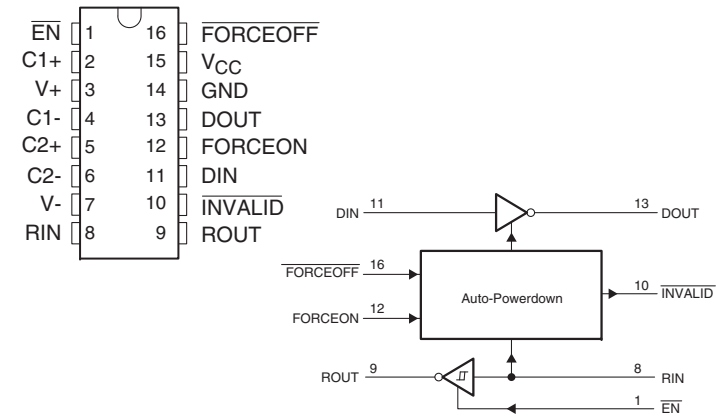 EN 1 16 FORCEOFF
C1+ 2 15 VCC
V+ 3 14 GND
C1- 4 13 DOUT
C2+ 5 12 FORCEON
C2- 6 11 DIN
V- 7 10 INVALID
RIN 8 9 ROUT
DIN 11 13 DOUT
FORCEOFF 16
Auto-Powerdown
10 INVALID
FORCEON 12
ROUT 9 8 RIN
1 EN